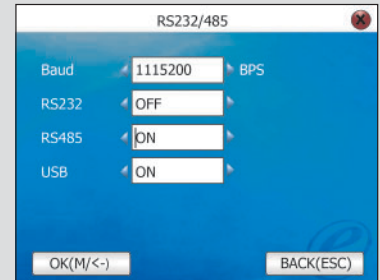 RS232/485
Baud 1115200 BPS
RS232 OFF
RS485 ON
USB ON
OK(M/<-) BACK(ESC)